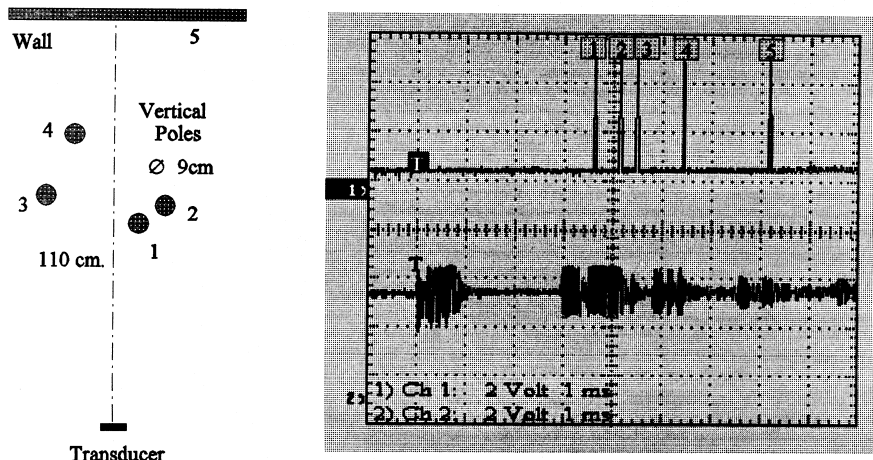 Wall
5
4
Vertical
Poles
Ø 9cm
3
2
1
110 cm.
Transducer
1 2 3 4 5
T
1)
T
2)
1) Ch 1: 2 Volt 1 ms
2) Ch 2: 2 Volt 1 ms